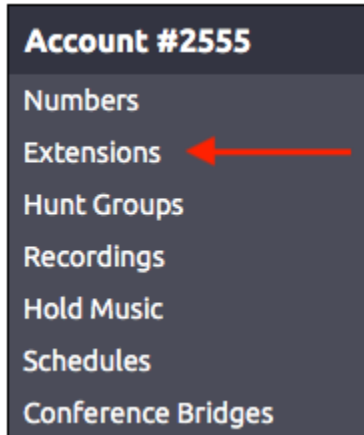 Account #2555
Numbers
Extensions
Hunt Groups
Recordings
Hold Music
Schedules
Conference Bridges